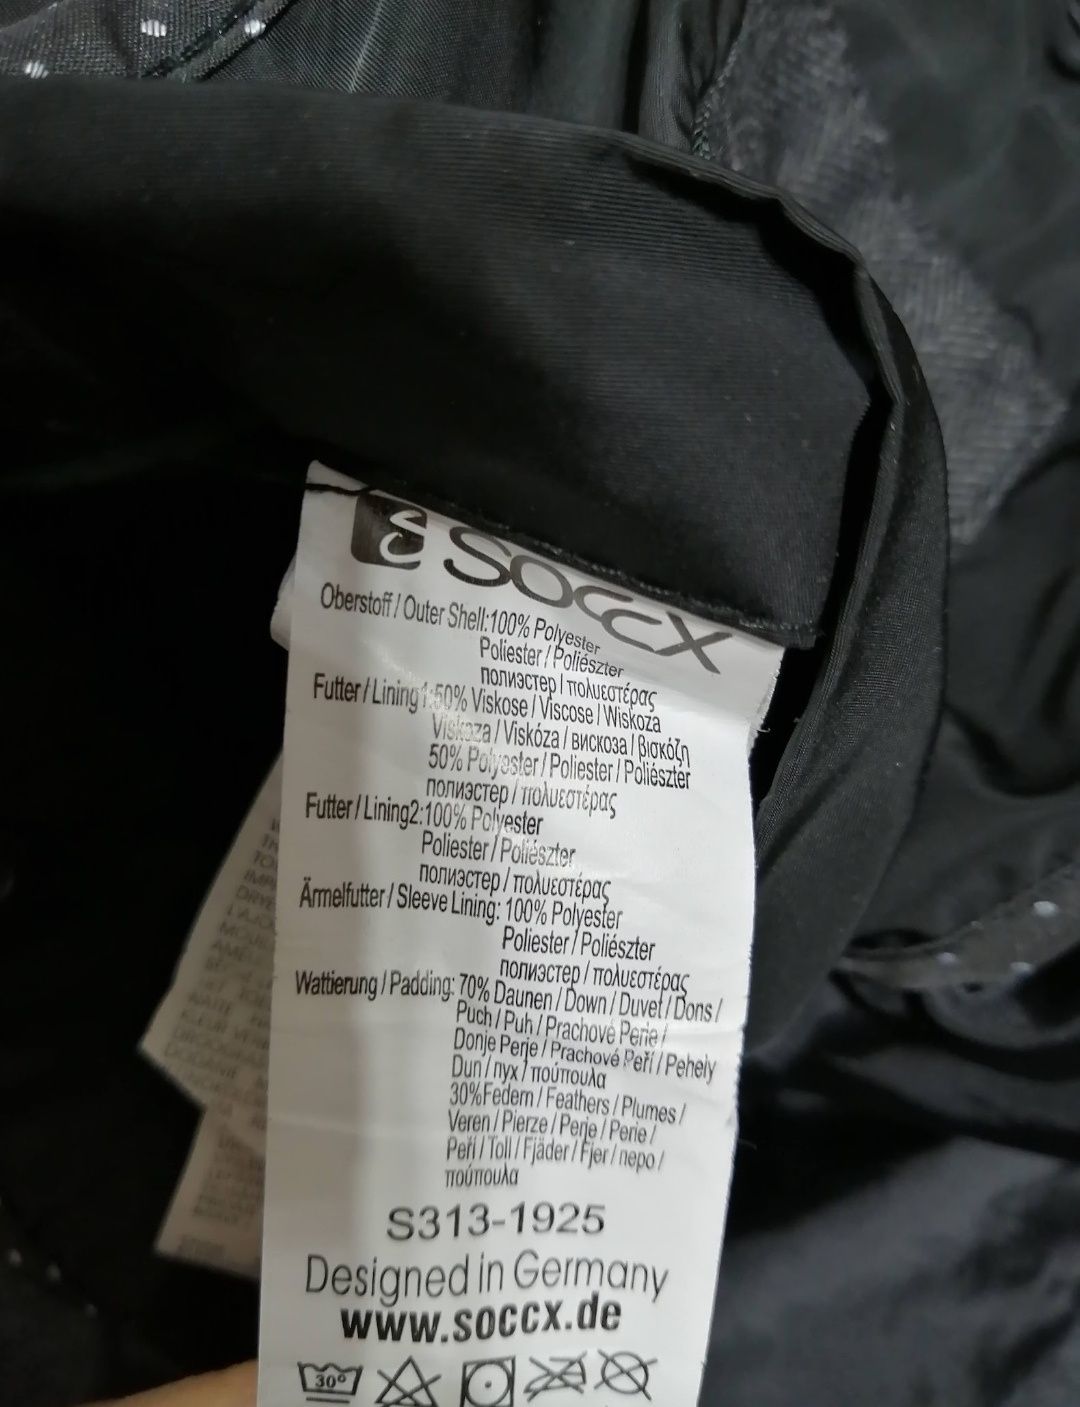 SOCCX
Oberstoff / Outer Shell:100% Polyester
Poliester / Poliészter
полиэстер / πολυεστέρας
Futter / Lining 1:50% Viskose / Viscose / Wiskoza
Viskoza / Viskóza / вискоза / βισκόζη
50% Polyester / Poliester / Poliészter
полиэстер / πολυεστέρας
Futter / Lining2:100% Polyester
Poliester / Poliészter
полиэстер / πολυεστέρας
Ärmelfutter / Sleeve Lining: 100% Polyester
Poliester / Poliészter
полиэстер / πολυεστέρας
Wattierung / Padding: 70% Daunen / Down / Duvet / Dons /
Puch / Puh / Prachové Perie /
Donje Perje / Prachové Peří / Pehely
Dun / пух / πούπουλα
30%Federn / Feathers / Plumes /
Veren / Pierze / Perje / Perie /
Peří / Toll / Fjäder / Fjer / перо /
πούπουλα
S313-1925
Designed in Germany
www.soccx.de
30°